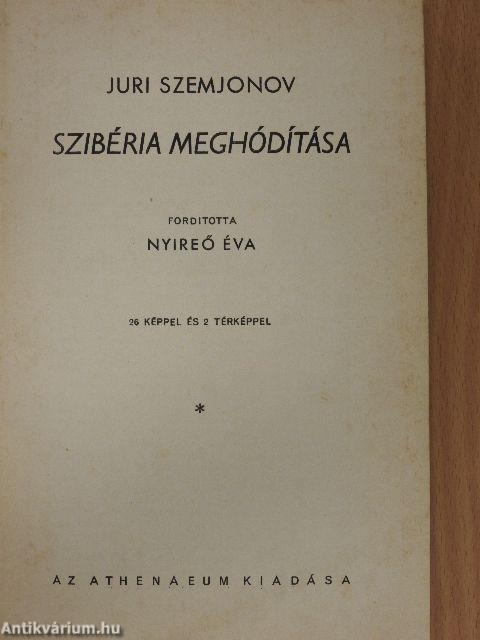 JURI SZEMJONOV
SZIBÉRIA MEGHÓDÍTÁSA
FORDITOTTA
NYIREŐ ÉVA
26 KÉPPEL ÉS 2 TÉRKÉPPEL
*
AZ ATHENAEUM KIADÁSA
Antikvárium.hu